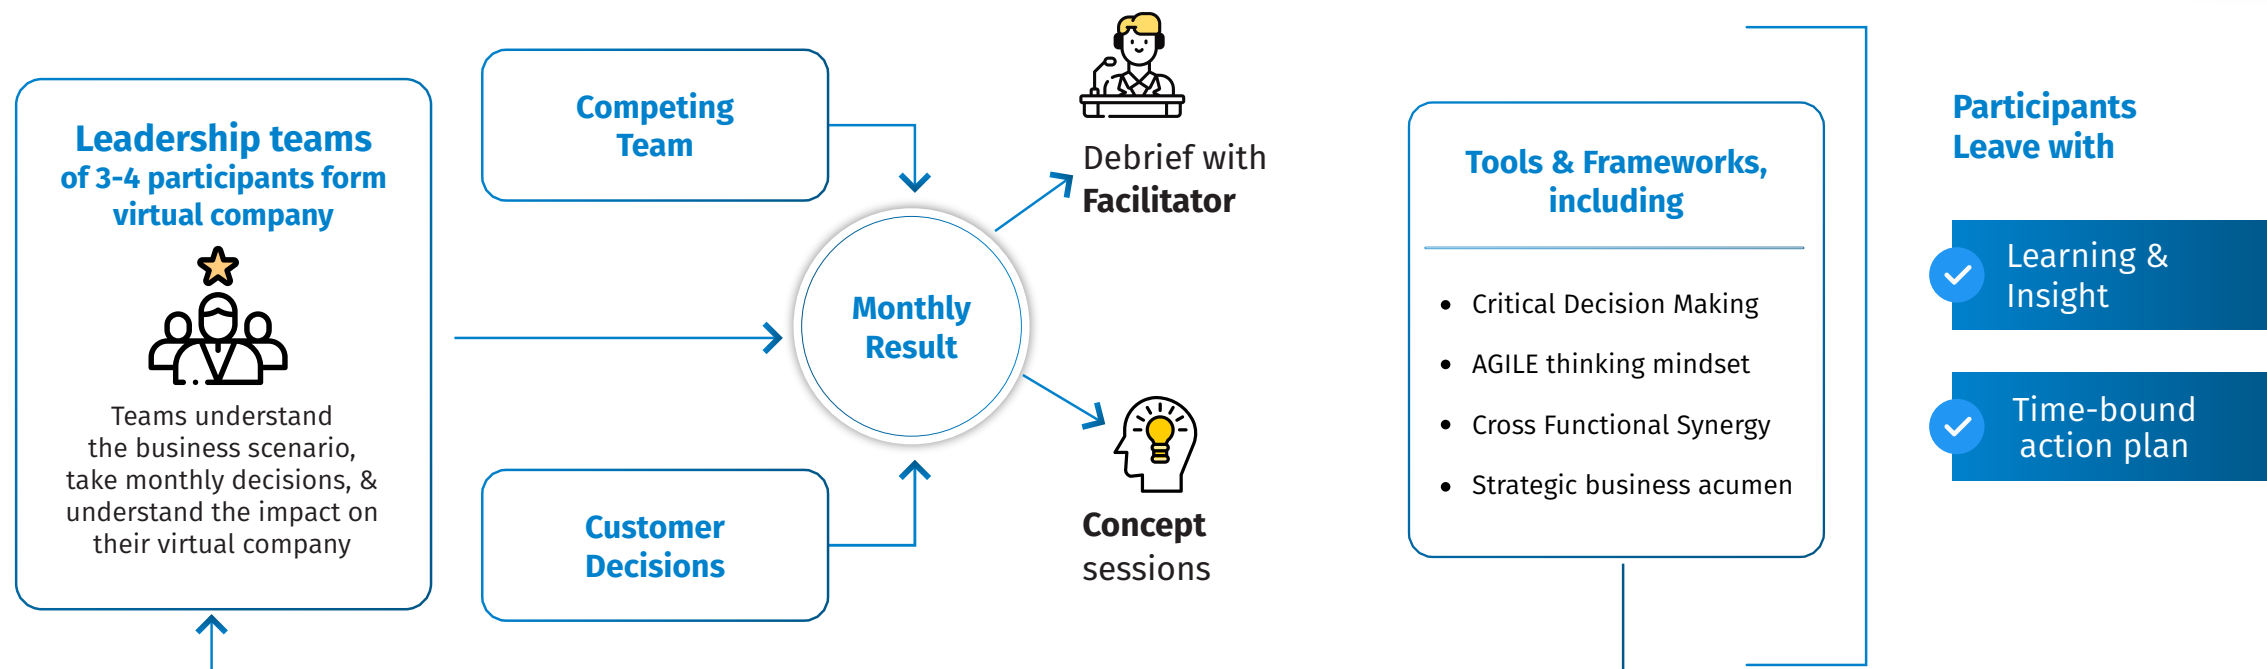 Leadership teams
of 3-4 participants form
virtual company
Teams understand
the business scenario,
take monthly decisions, &
understand the impact on
their virtual company
Competing
Team
Customer
Decisions
Monthly
Result
Debrief with
Facilitator
Concept
sessions
Tools & Frameworks,
including
• Critical Decision Making
• AGILE thinking mindset
• Cross Functional Synergy
• Strategic business acumen
Participants
Leave with
Learning &
Insight
Time-bound
action plan